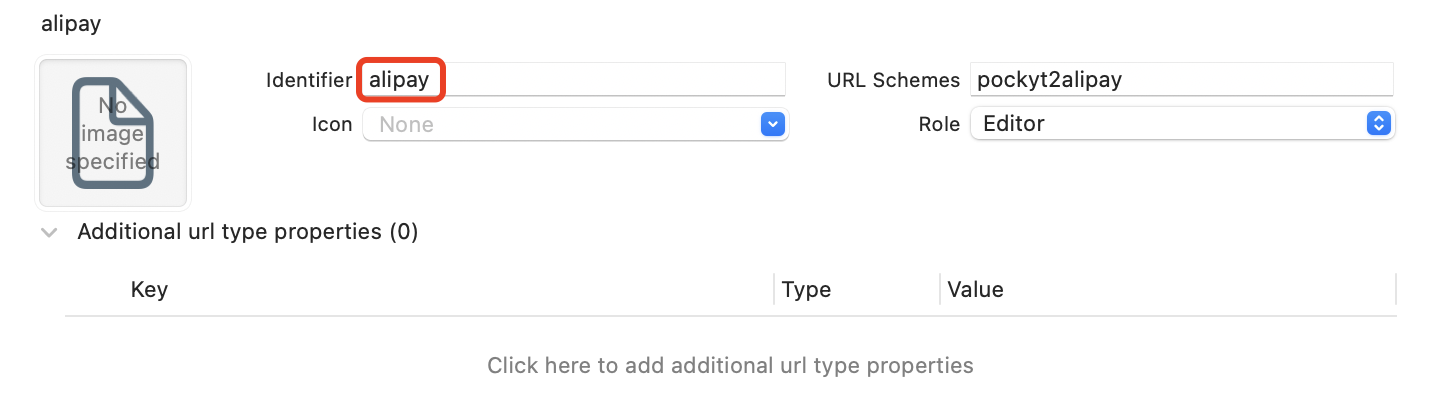 alipay
No image specified
Identifier alipay URL Schemes pockyt2alipay
Icon None Role Editor
Additional url type properties (0)
Key Type Value
Click here to add additional url type properties